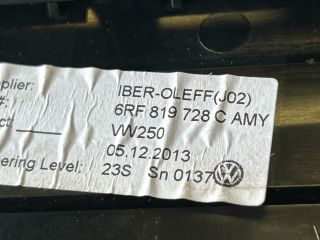 plier: IBER-OLEFF(J02)
#: 6RF 819 728 C AMY
ct/ VW250
05.12.2013
ering Level: 23S Sn 0137